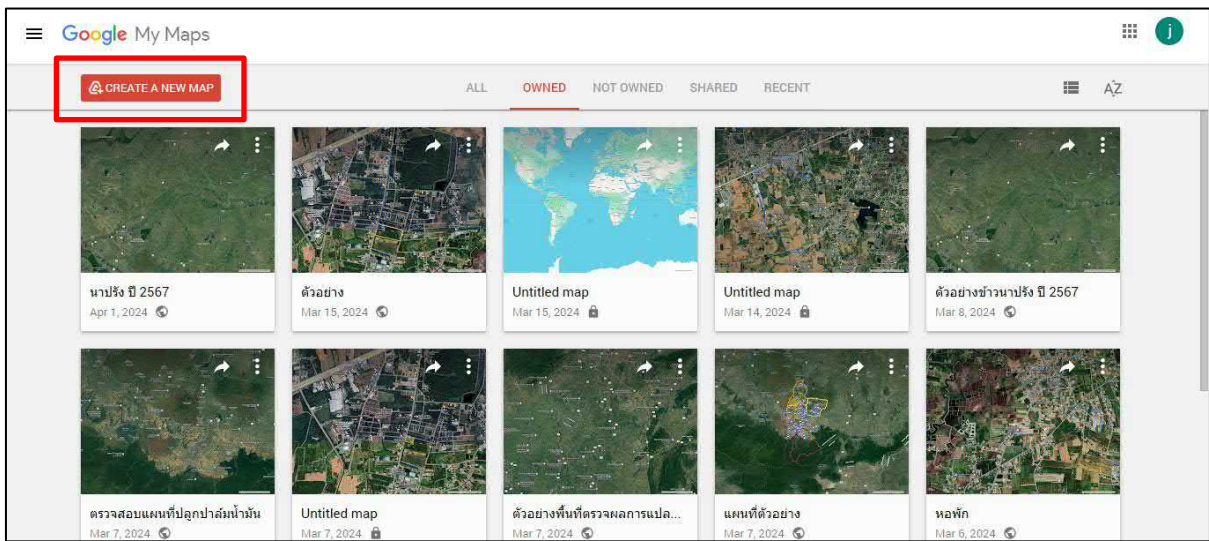 Google My Maps
j
CREATE A NEW MAP
ALL OWNED NOT OWNED SHARED RECENT
AZ
นาปรัง ปี 2567
Apr 1, 2024
ตัวอย่าง
Mar 15, 2024
Untitled map
Mar 15, 2024
Untitled map
Mar 14, 2024
ตัวอย่างข้าวนาปรัง ปี 2567
Mar 8, 2024
ตรวจสอบแผนที่ปลูกปาล์มน้ำมัน
Mar 7, 2024
Untitled map
Mar 7, 2024
ตัวอย่างพื้นที่ตรวจผลการแปล...
Mar 7, 2024
แผนที่ตัวอย่าง
Mar 7, 2024
หอพัก
Mar 6, 2024